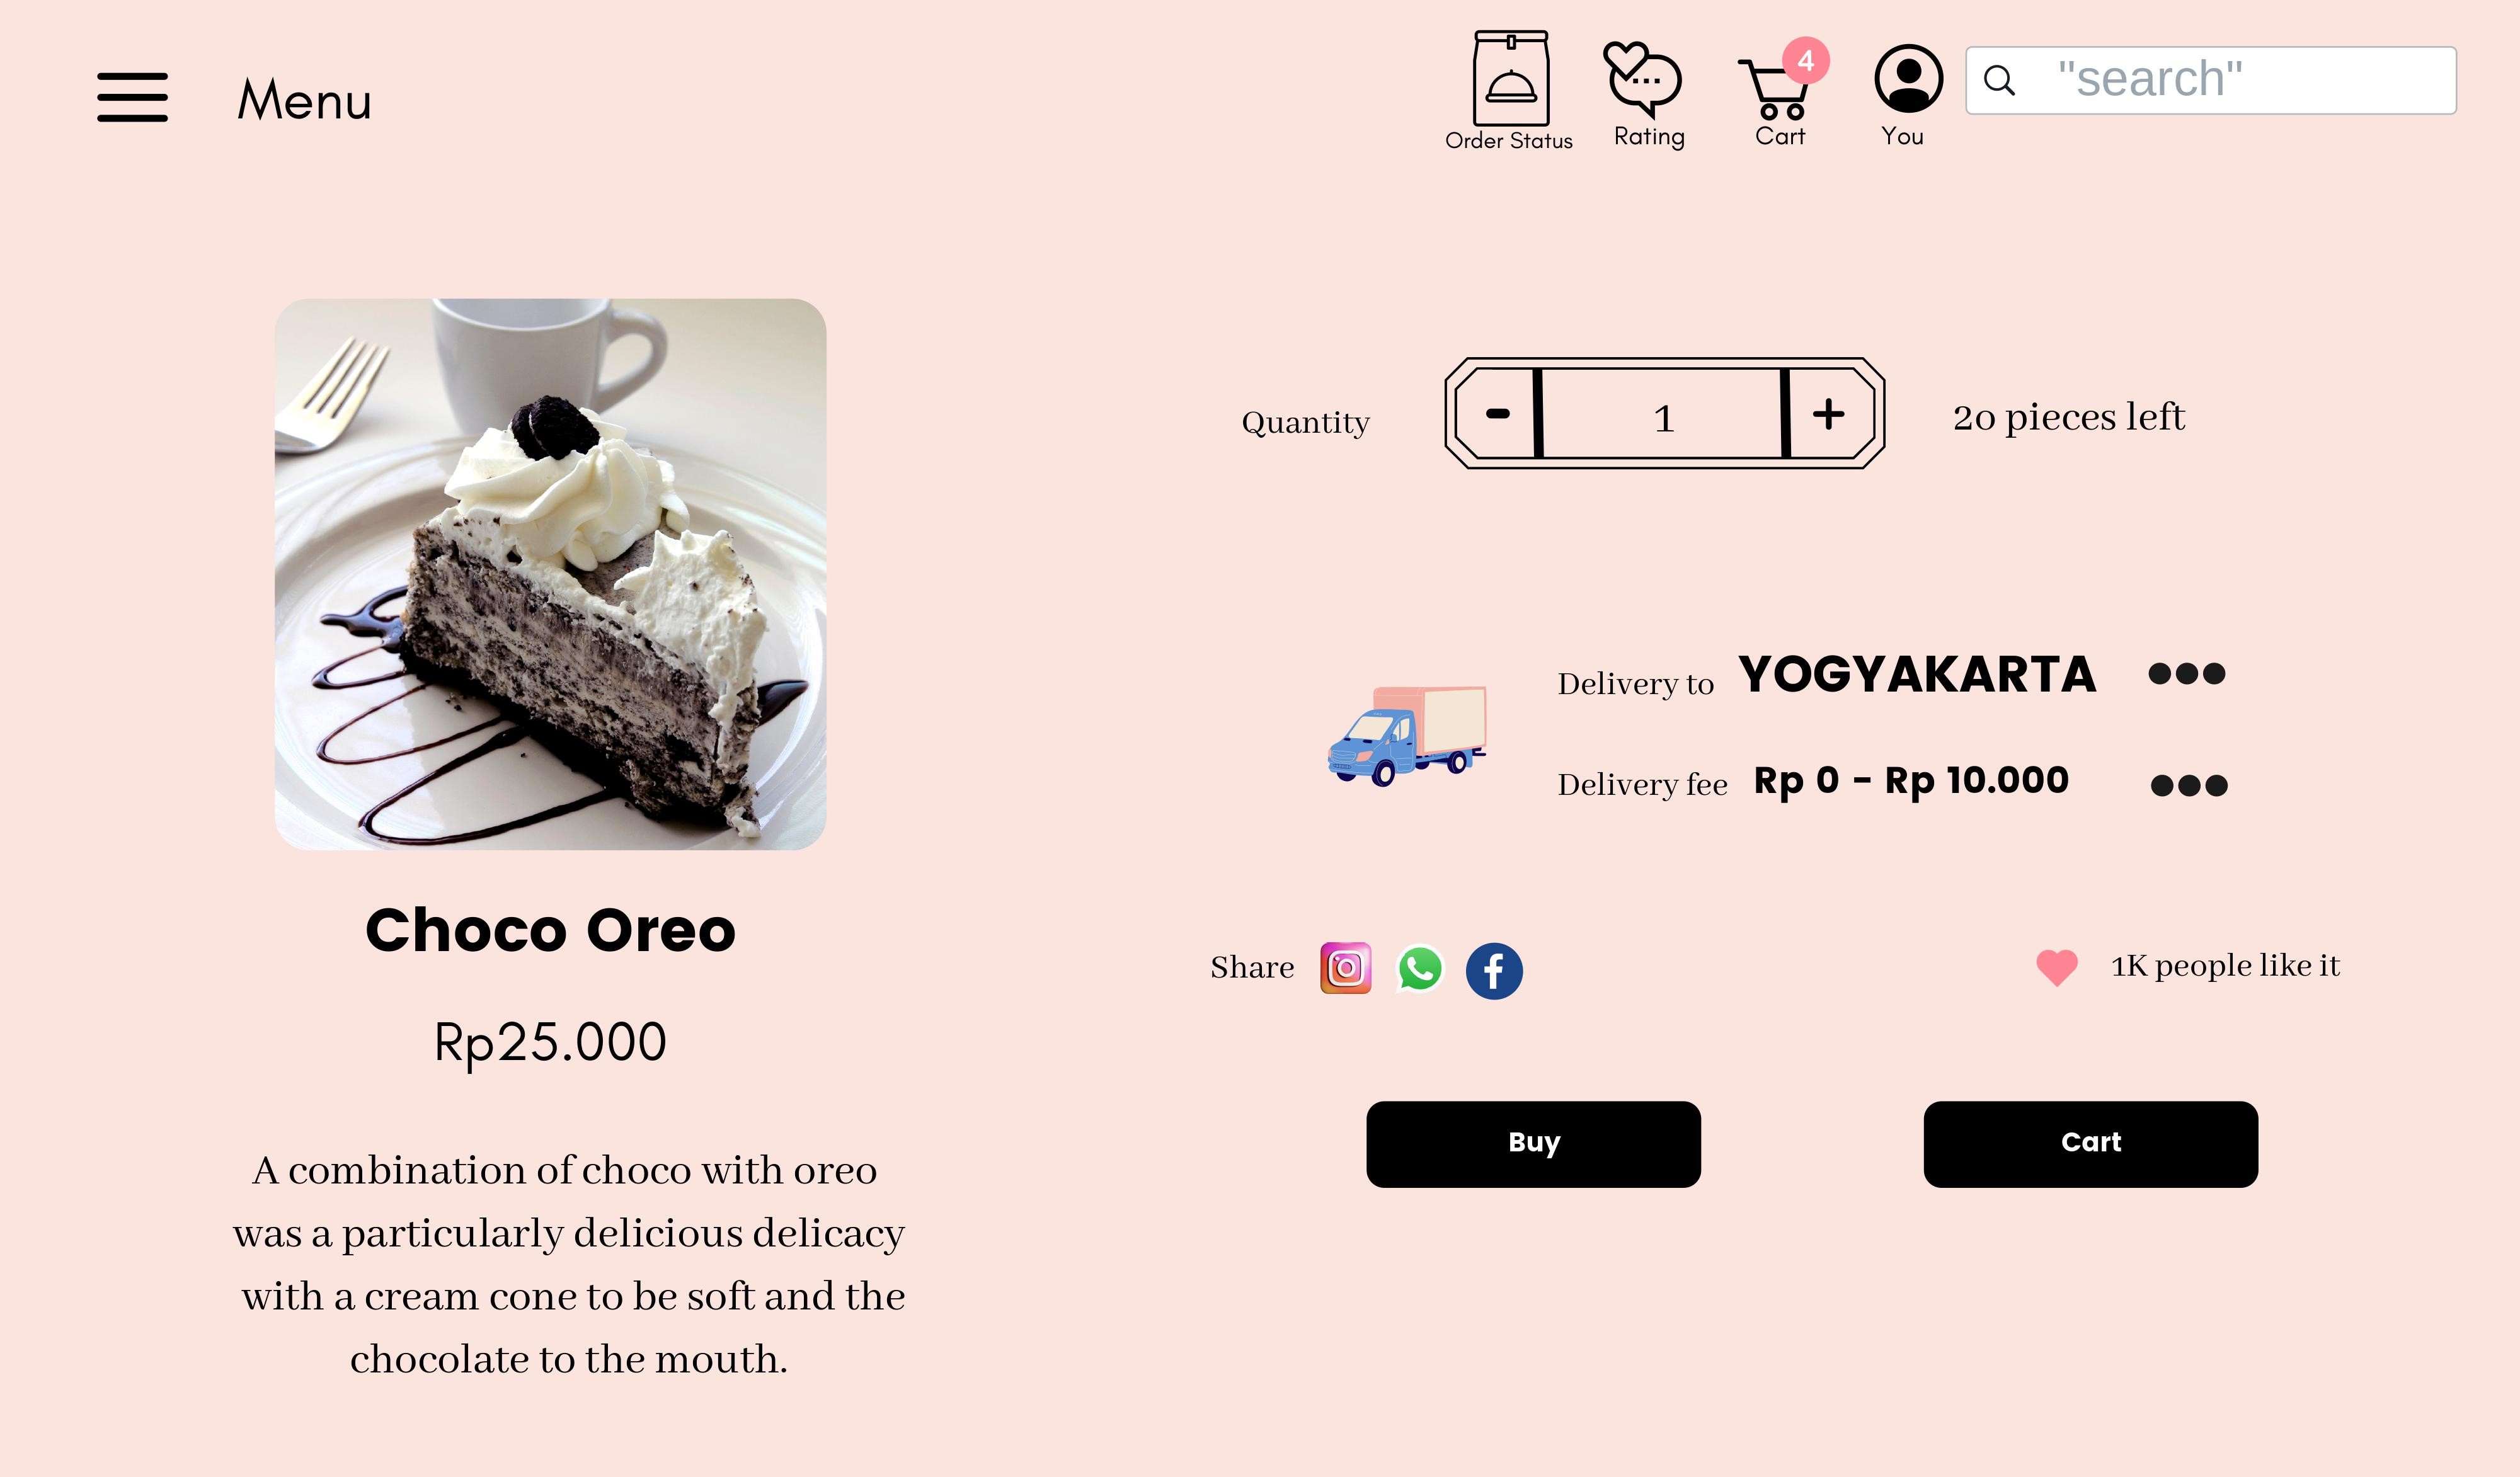 Menu
Order Status
Rating
4
Cart
You
"search"
Quantity
-
1
+
20 pieces left
Delivery to YOGYAKARTA
Delivery fee Rp 0 - Rp 10.000
Choco Oreo
Share
1K people like it
Rp25.000
Buy
Cart
A combination of choco with oreo
was a particularly delicious delicacy
with a cream cone to be soft and the
chocolate to the mouth.